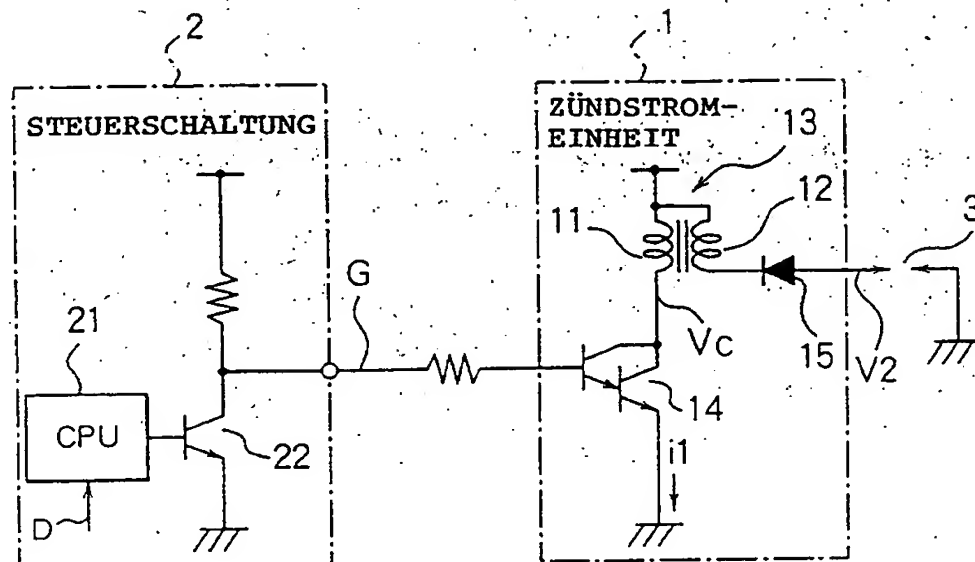 2
STEUERSCHALTUNG
21
CPU
D
22
G
1
ZÜNDSTROM-
EINHEIT
13
11
12
3
Vc
15
V2
14
i1